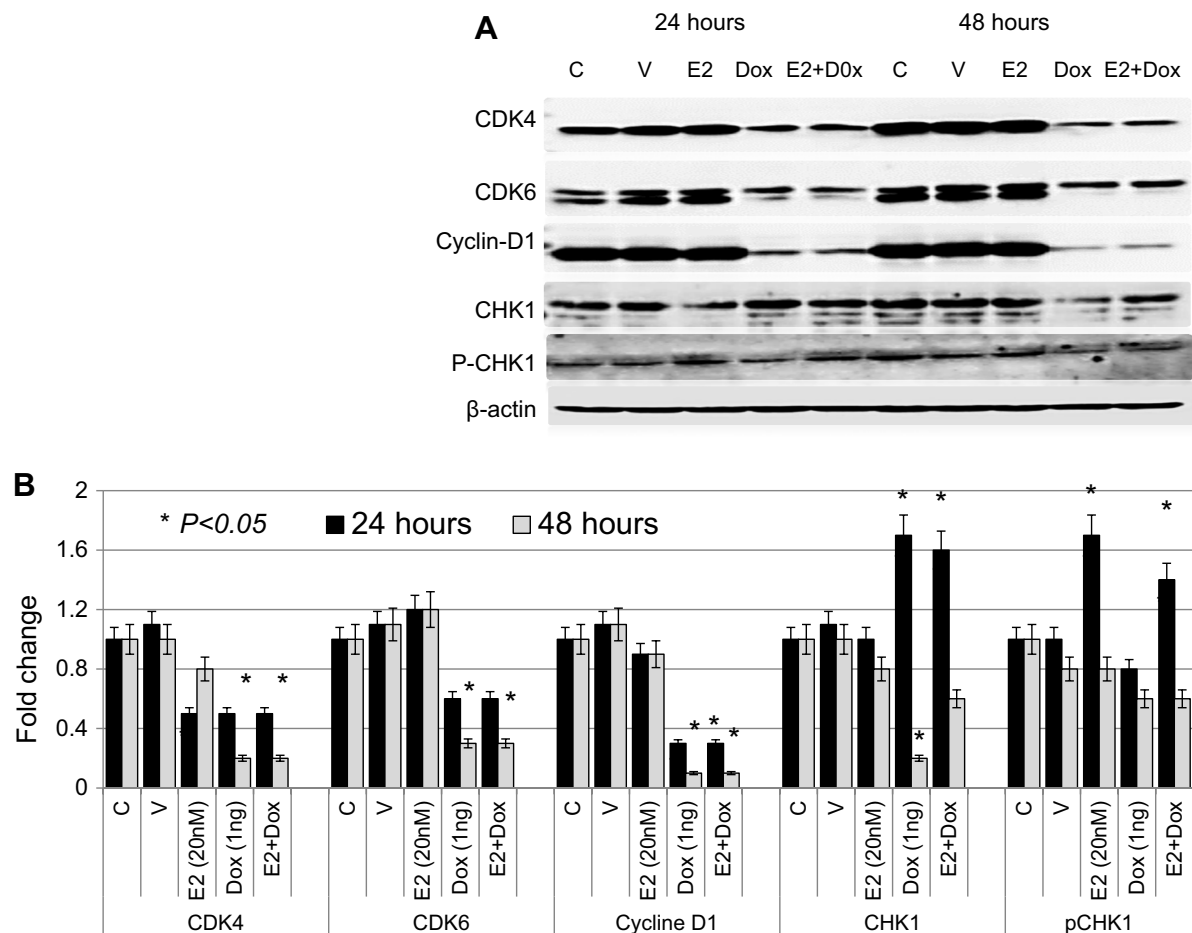 A 24 hours 48 hours
C V E2 Dox E2+D0x C V E2 Dox E2+Dox
CDK4
CDK6
Cyclin-D1
CHK1
P-CHK1
β-actin
B
Fold change
2
1.6
1.2
0.8
0.4
0
* P<0.05 24 hours 48 hours
* * * *
* * * * * * * * *
C V E2 (20nM) Dox (1ng) E2+Dox
C V E2 (20nM) Dox (1ng) E2+Dox
C V E2 (20nM) Dox (1ng) E2+Dox
C V E2 (20nM) Dox (1ng) E2+Dox
C V E2 (20nM) Dox (1ng) E2+Dox
CDK4 CDK6 Cycline D1 CHK1 pCHK1